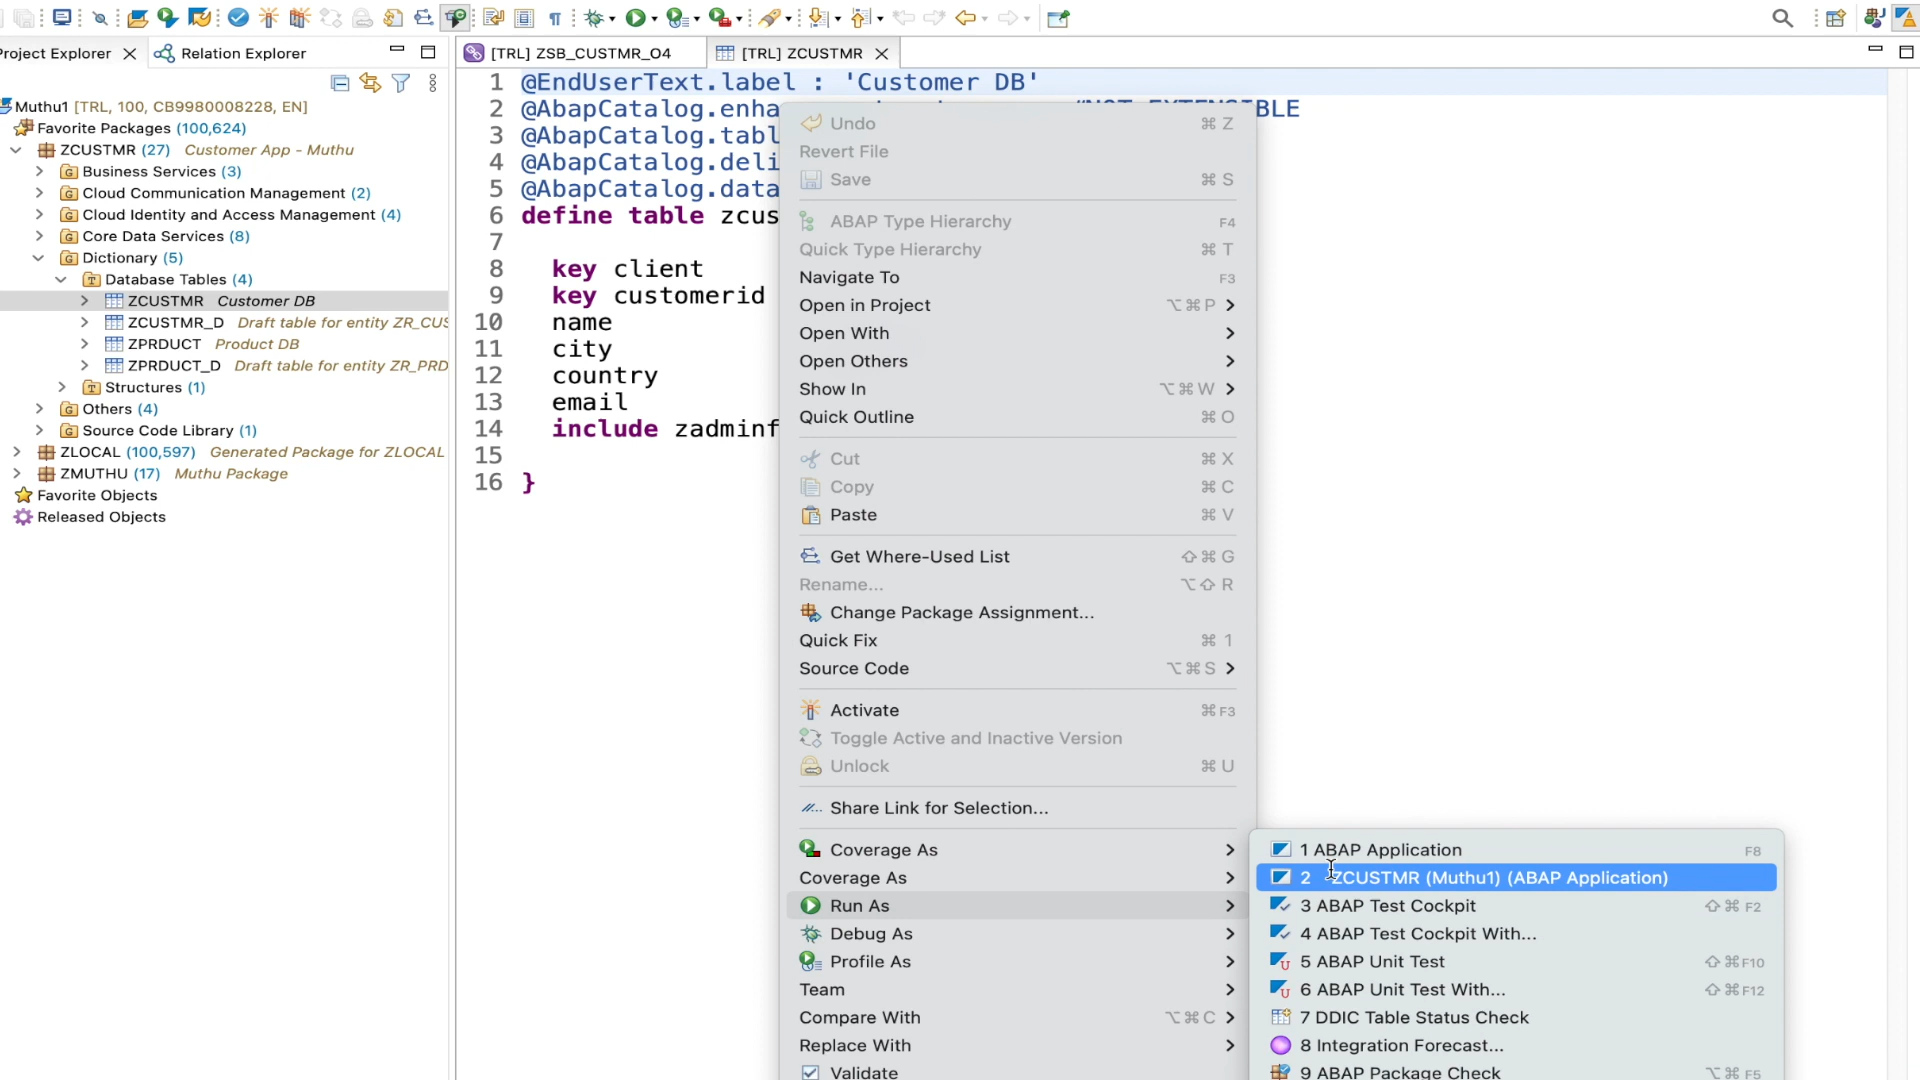 Project Explorer
Relation Explorer
[TRL] ZSB_CUSTMR_O4
[TRL] ZCUSTMR
Muthu1 [TRL, 100, CB9980008228, EN]
Favorite Packages (100,624)
ZCUSTMR (27) Customer App - Muthu
Business Services (3)
Cloud Communication Management (2)
Cloud Identity and Access Management (4)
Core Data Services (8)
Dictionary (5)
Database Tables (4)
ZCUSTMR Customer DB
ZCUSTMR_D Draft table for entity ZR_CUS
ZPRDUCT Product DB
ZPRDUCT_D Draft table for entity ZR_PRD
Structures (1)
Others (4)
Source Code Library (1)
ZLOCAL (100,597) Generated Package for ZLOCAL
ZMUTHU (17) Muthu Package
Favorite Objects
Released Objects
1 @EndUserText.label : 'Customer DB'
2 @AbapCatalog.enha #NOT_EXTENSIBLE
3 @AbapCatalog.tabl
4 @AbapCatalog.deli
5 @AbapCatalog.data
6 define table zcus
7
8 key client
9 key customerid
10 name
11 city
12 country
13 email
14 include zadminf
15
16 }
Undo ⌘ Z
Revert File
Save ⌘ S
ABAP Type Hierarchy F4
Quick Type Hierarchy ⌘ T
Navigate To F3
Open in Project ⌥⌘P
Open With
Open Others
Show In ⌥⌘W
Quick Outline ⌘ O
Cut ⌘ X
Copy ⌘ C
Paste ⌘ V
Get Where-Used List ⇧⌘ G
Rename... ⌥⇧ R
Change Package Assignment...
Quick Fix ⌘ 1
Source Code ⌥⌘S
Activate ⌘F3
Toggle Active and Inactive Version
Unlock ⌘ U
Share Link for Selection...
Coverage As
Coverage As
Run As
Debug As
Profile As
Team
Compare With ⌥⌘C
Replace With
Validate
1 ABAP Application F8
2 ZCUSTMR (Muthu1) (ABAP Application)
3 ABAP Test Cockpit ⇧⌘F2
4 ABAP Test Cockpit With...
5 ABAP Unit Test ⇧⌘F10
6 ABAP Unit Test With... ⇧⌘F12
7 DDIC Table Status Check
8 Integration Forecast...
9 ABAP Package Check ⌥⌘F5